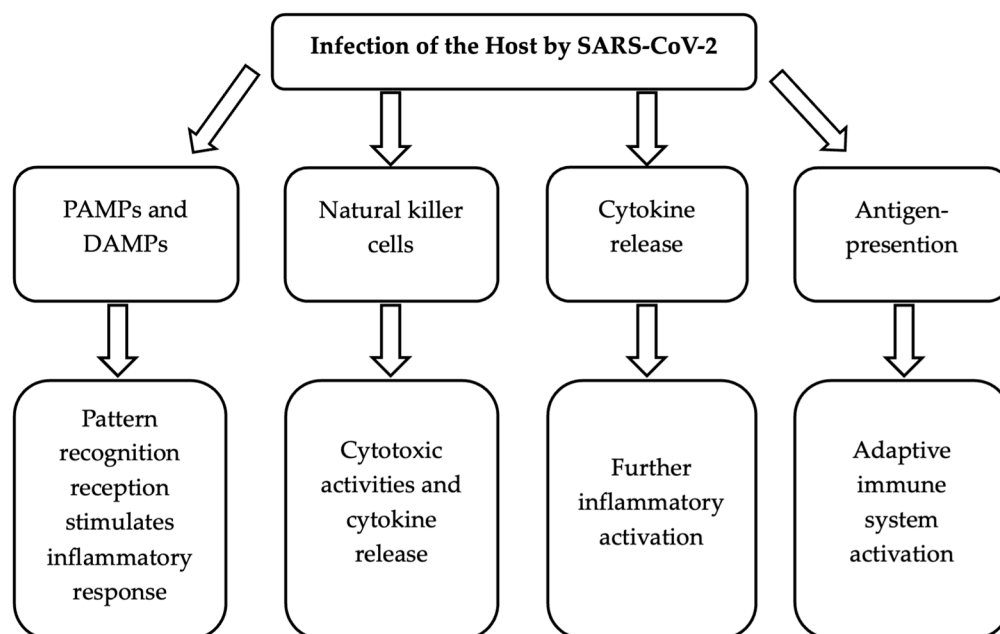 Infection of the Host by SARS-CoV-2
PAMPs and
DAMPs
Natural killer
cells
Cytokine
release
Antigen-
presention
Pattern
recognition
reception
stimulates
inflammatory
response
Cytotoxic
activities and
cytokine
release
Further
inflammatory
activation
Adaptive
immune
system
activation